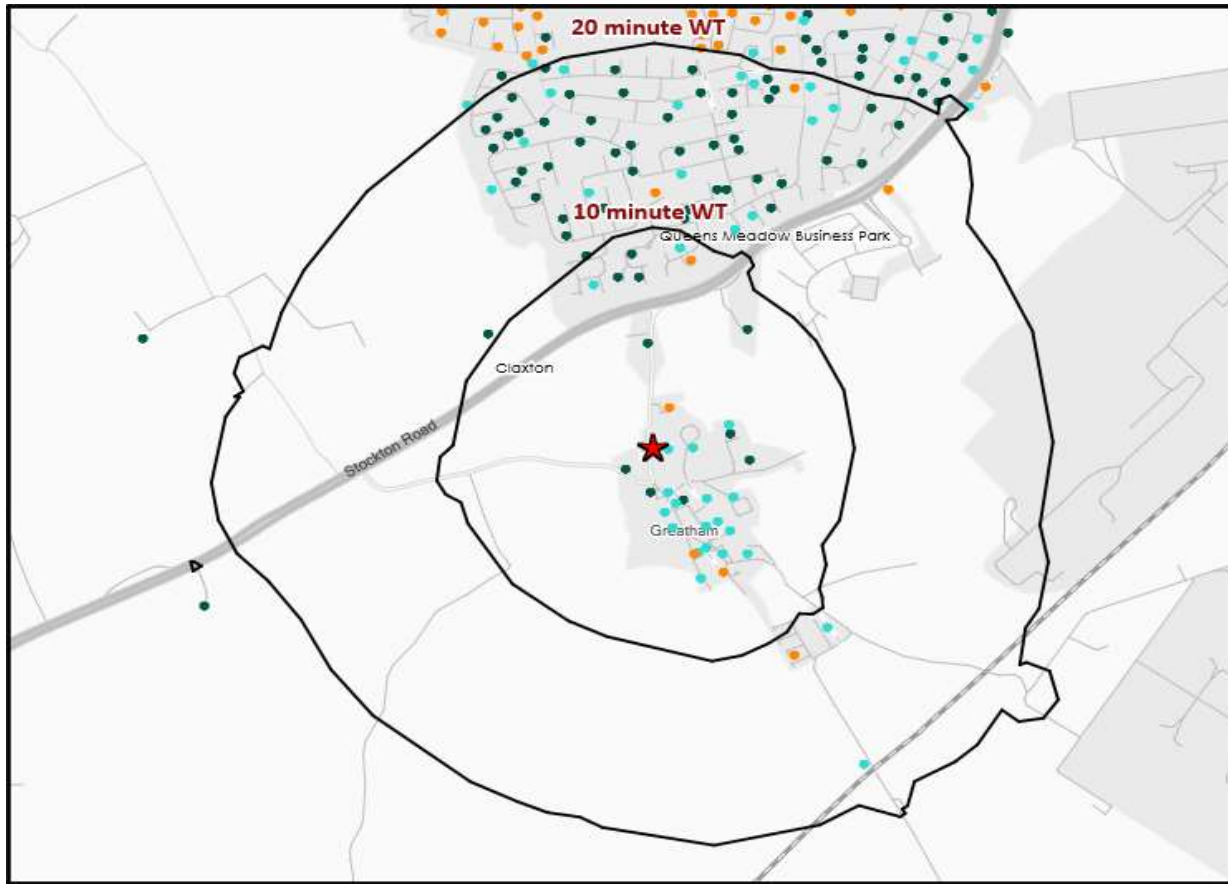 20 minute WT
10 minute WT
Queens Meadow Business Park
Claxton
Stockton Road
Greatham